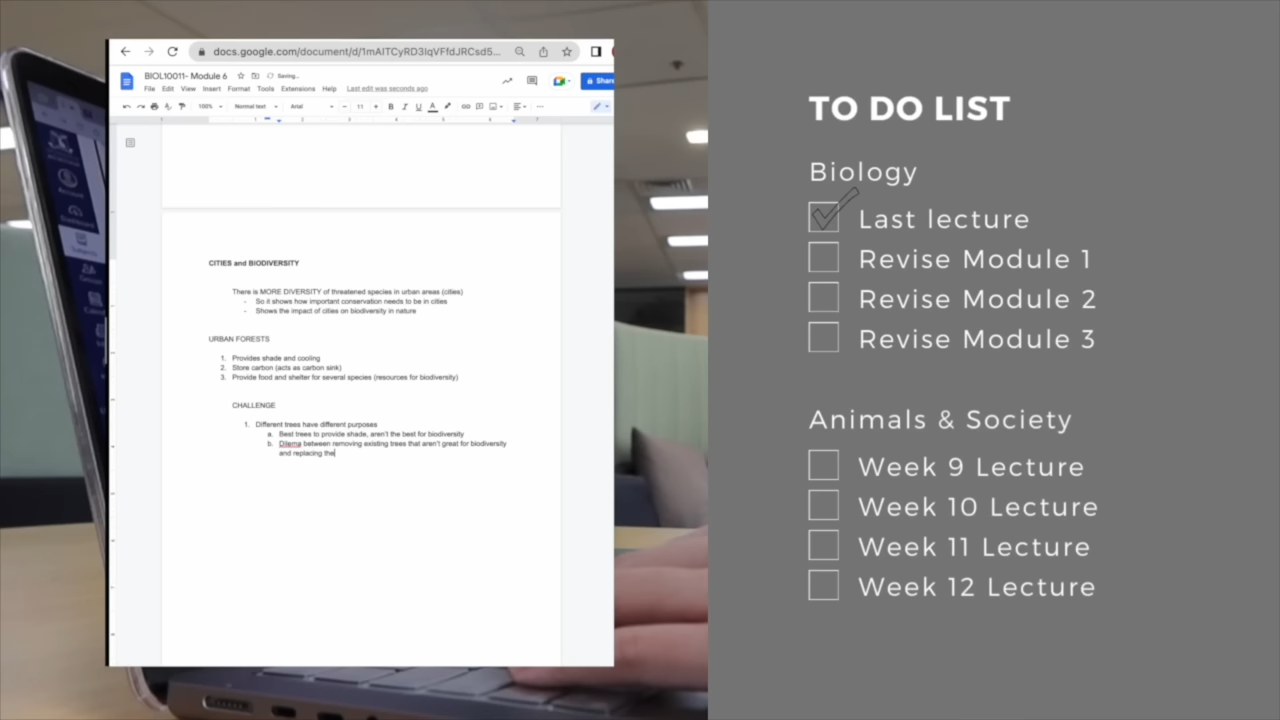 docs.google.com/document/d/1mAITCyRD3IqVFfdJRCsd5...
BIOL10011- Module 6
Saving...
File Edit View Insert Format Tools Extensions Help Last edit was seconds ago
Share
100% Normal text Arial 11
CITIES and BIODIVERSITY
There is MORE DIVERSITY of threatened species in urban areas (cities)
- So it shows how important conservation needs to be in cities
- Shows the impact of cities on biodiversity in nature
URBAN FORESTS
1. Provides shade and cooling
2. Store carbon (acts as carbon sink)
3. Provide food and shelter for several species (resources for biodiversity)
CHALLENGE
1. Different trees have different purposes
a. Best trees to provide shade, aren't the best for biodiversity
b. Dilema between removing existing trees that aren't great for biodiversity
and replacing the
TO DO LIST
Biology
Last lecture
Revise Module 1
Revise Module 2
Revise Module 3
Animals & Society
Week 9 Lecture
Week 10 Lecture
Week 11 Lecture
Week 12 Lecture